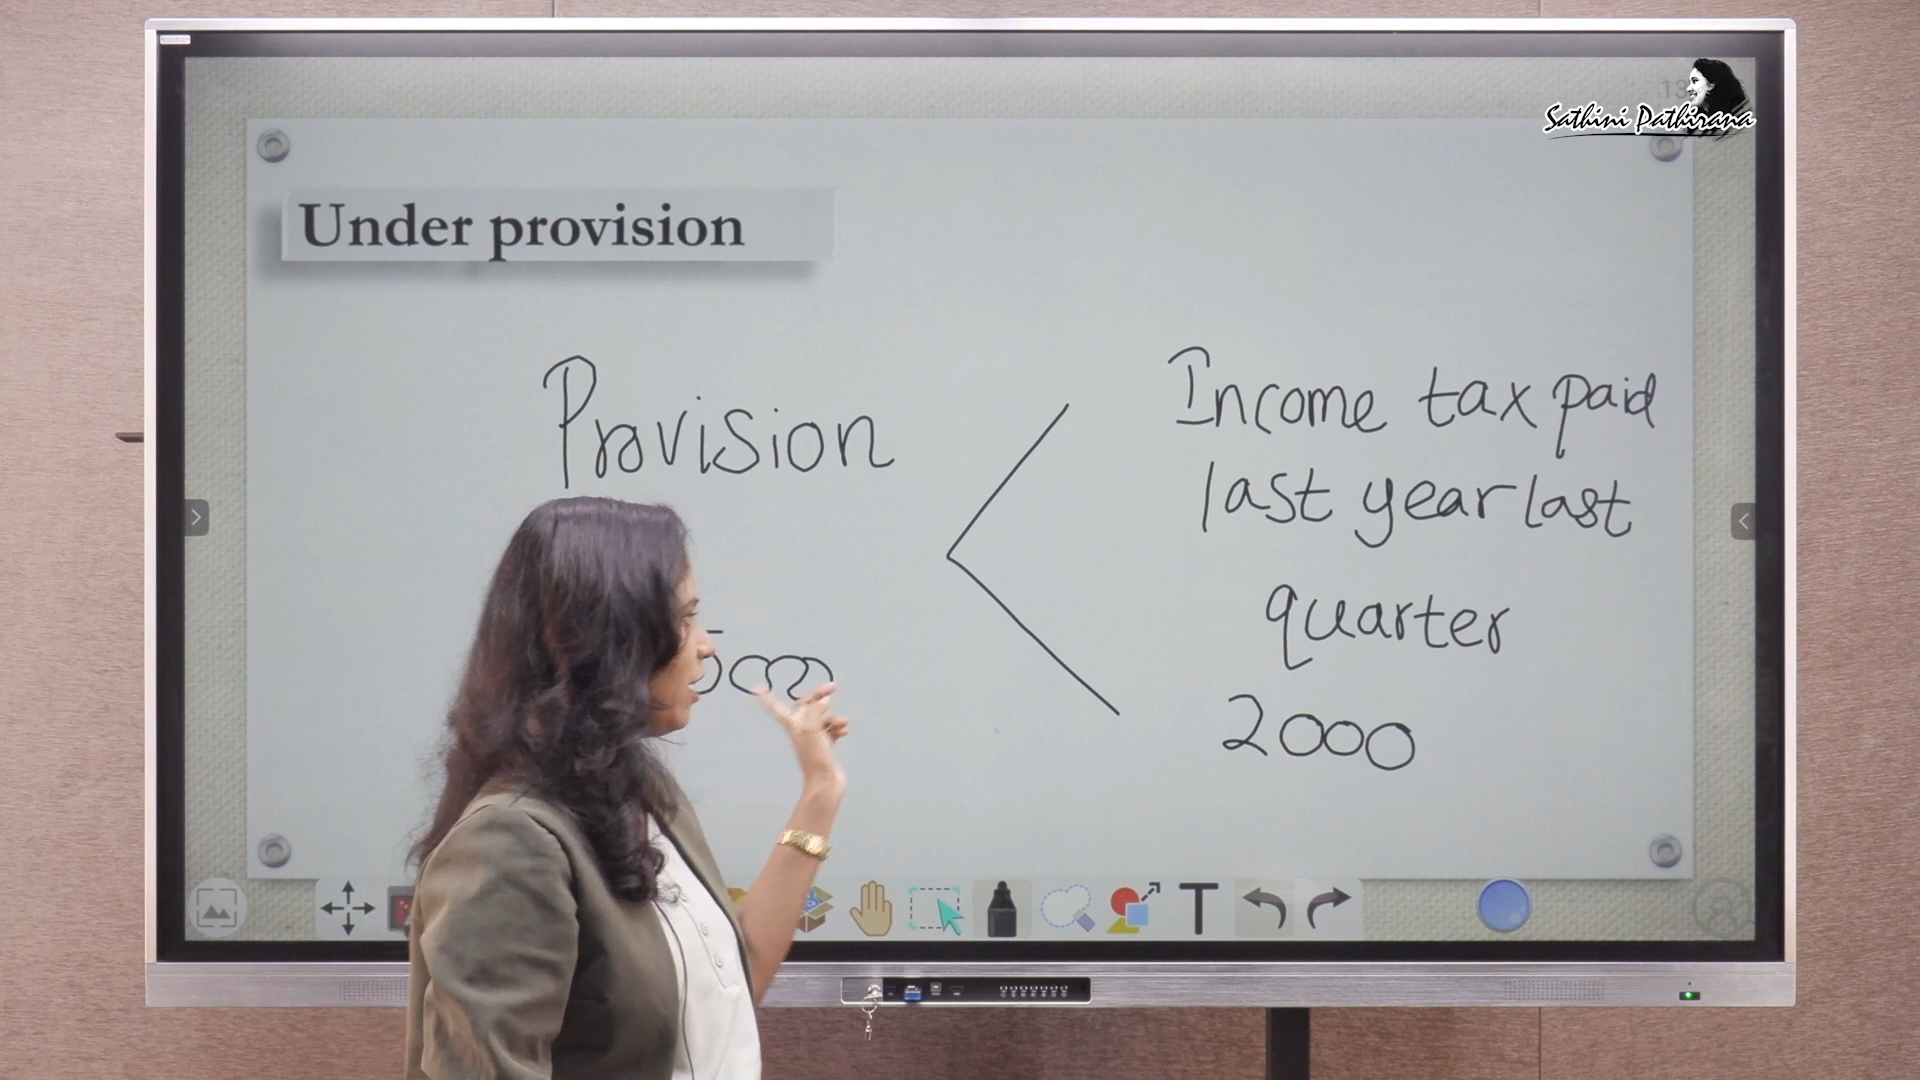 Sathini Pathirana
Under provision
Provision
Income tax paid
last year last
quarter
2000
T